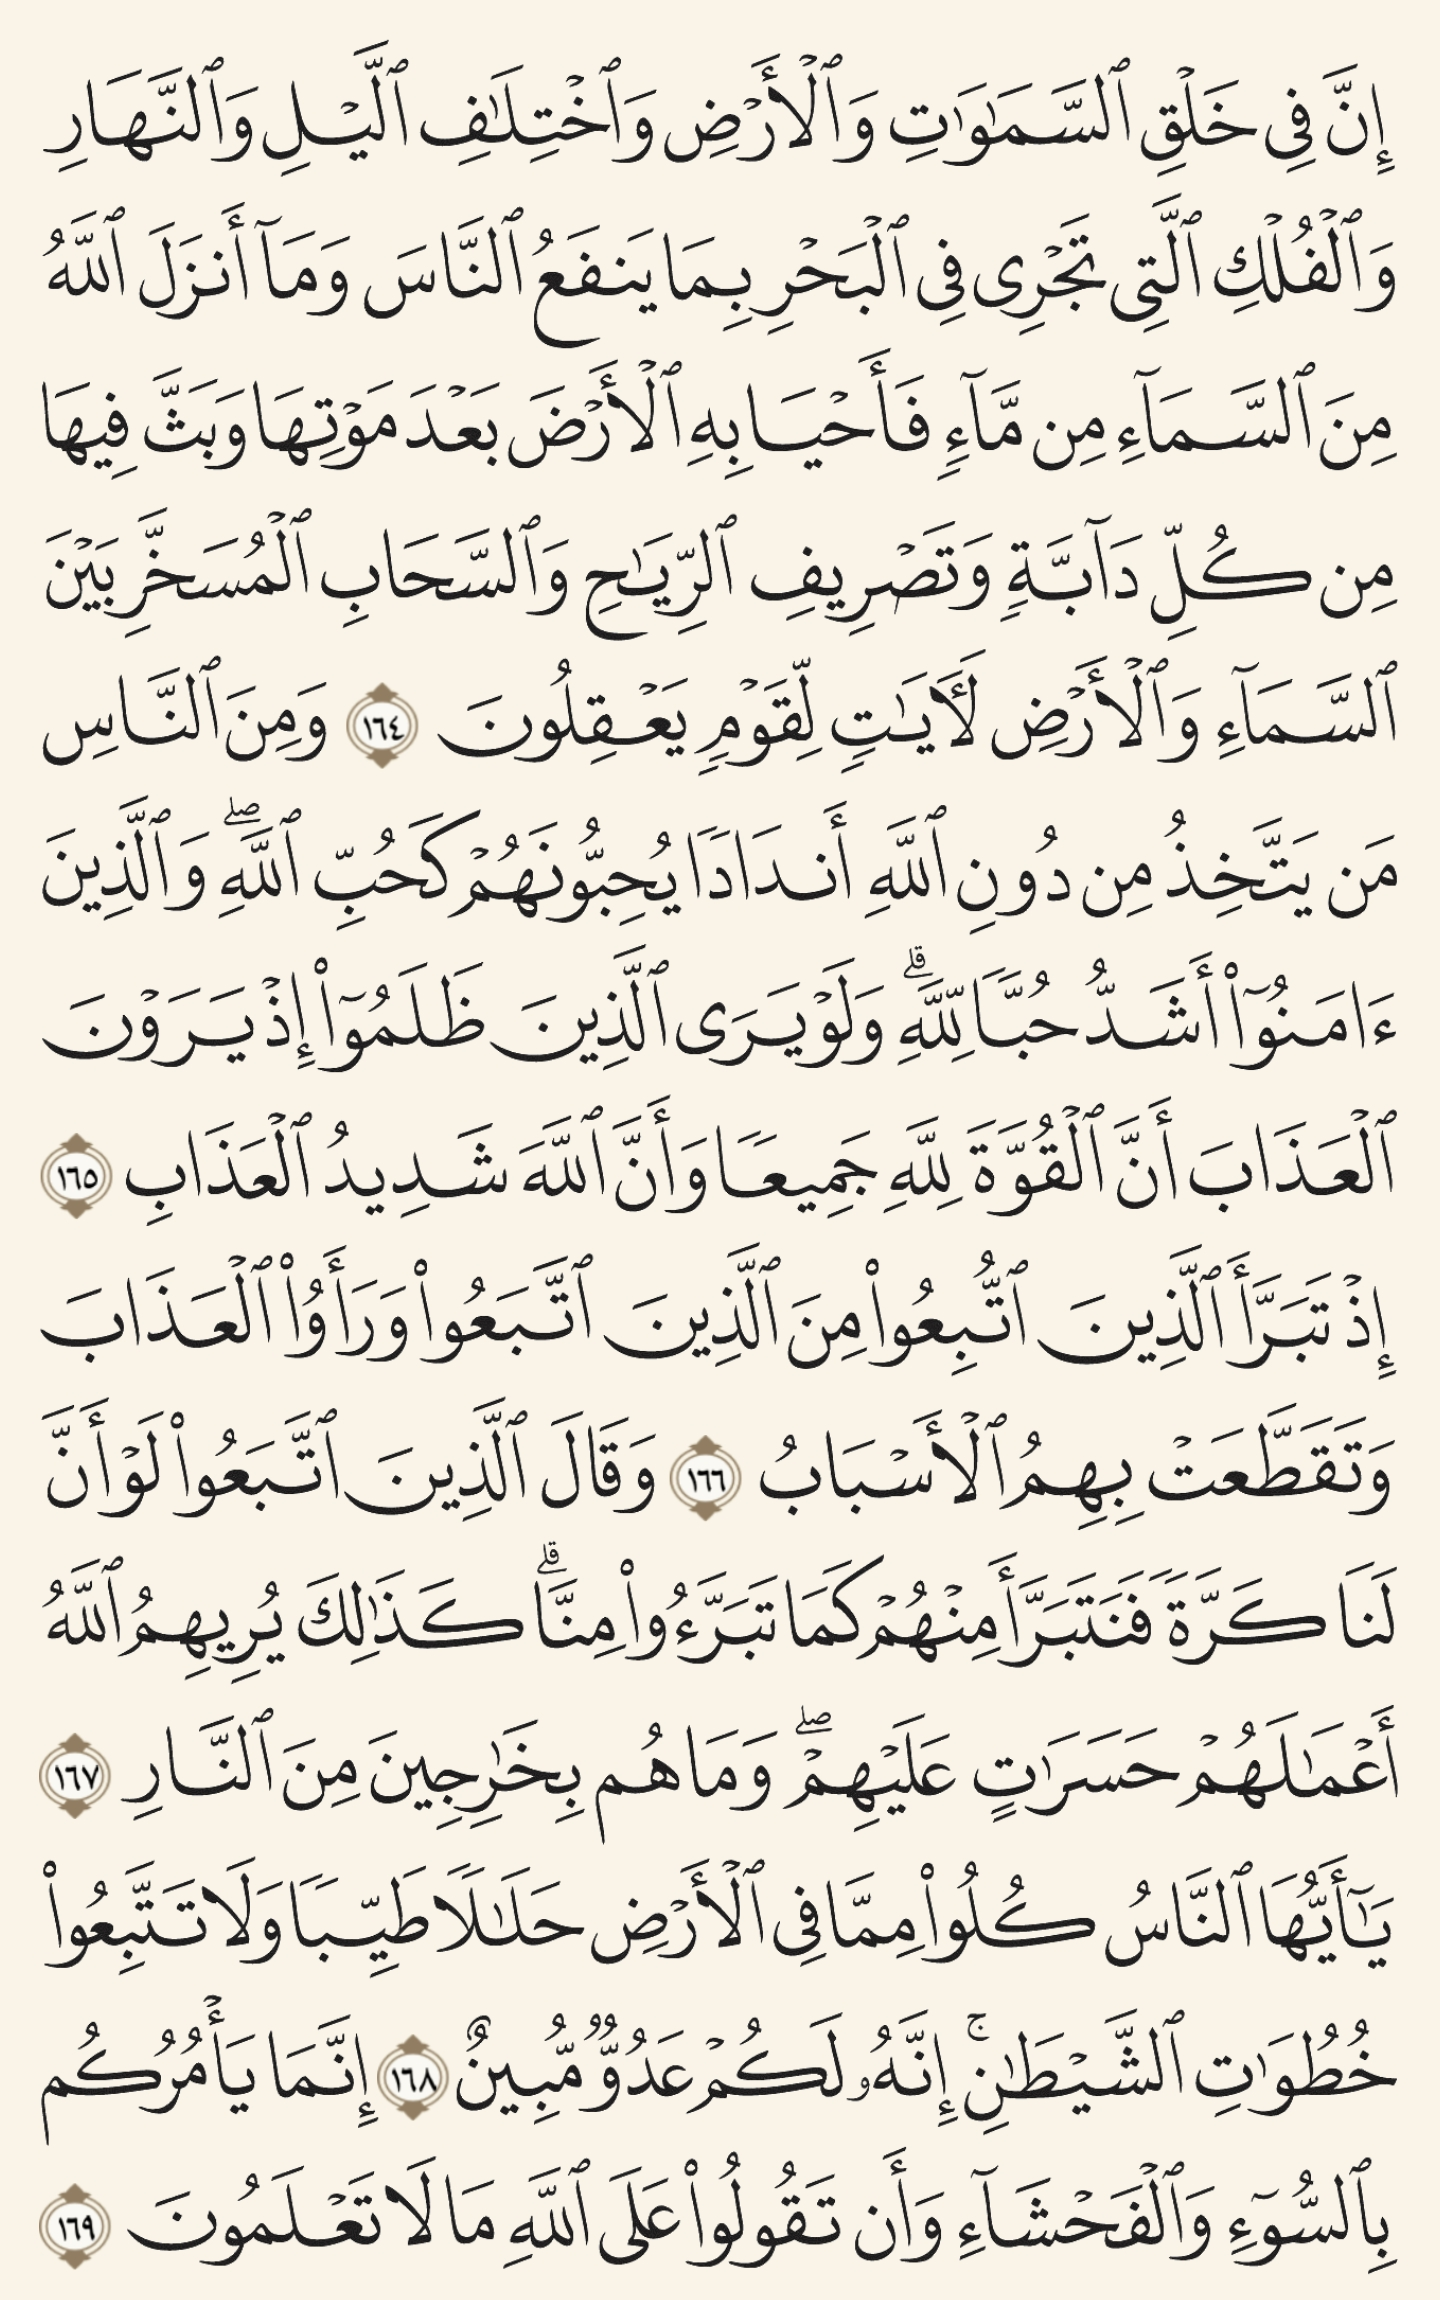 إِنَّ فِى خَلْقِ ٱلسَّمَـٰوَٰتِ وَٱلْأَرْضِ وَٱخْتِلَـٰفِ ٱلَّيْلِ وَٱلنَّهَارِ
وَٱلْفُلْكِ ٱلَّتِى تَجْرِى فِى ٱلْبَحْرِ بِمَا يَنفَعُ ٱلنَّاسَ وَمَآ أَنزَلَ ٱللَّهُ
مِنَ ٱلسَّمَآءِ مِن مَّآءٍ فَأَحْيَا بِهِ ٱلْأَرْضَ بَعْدَ مَوْتِهَا وَبَثَّ فِيهَا
مِن كُلِّ دَآبَّةٍ وَتَصْرِيفِ ٱلرِّيَـٰحِ وَٱلسَّحَابِ ٱلْمُسَخَّرِ بَيْنَ
ٱلسَّمَآءِ وَٱلْأَرْضِ لَـَٔايَـٰتٍ لِّقَوْمٍ يَعْقِلُونَ ١٦٤ وَمِنَ ٱلنَّاسِ
مَن يَتَّخِذُ مِن دُونِ ٱللَّهِ أَندَادًا يُحِبُّونَهُمْ كَحُبِّ ٱللَّهِ ۖ وَٱلَّذِينَ
ءَامَنُوٓا۟ أَشَدُّ حُبًّا لِّلَّهِ ۗ وَلَوْ يَرَى ٱلَّذِينَ ظَلَمُوٓا۟ إِذْ يَرَوْنَ
ٱلْعَذَابَ أَنَّ ٱلْقُوَّةَ لِلَّهِ جَمِيعًا وَأَنَّ ٱللَّهَ شَدِيدُ ٱلْعَذَابِ ١٦٥
إِذْ تَبَرَّأَ ٱلَّذِينَ ٱتُّبِعُوا۟ مِنَ ٱلَّذِينَ ٱتَّبَعُوا۟ وَرَأَوُا۟ ٱلْعَذَابَ
وَتَقَطَّعَتْ بِهِمُ ٱلْأَسْبَابُ ١٦٦ وَقَالَ ٱلَّذِينَ ٱتَّبَعُوا۟ لَوْ أَنَّ
لَنَا كَرَّةً فَنَتَبَرَّأَ مِنْهُمْ كَمَا تَبَرَّءُوا۟ مِنَّا ۗ كَذَٰلِكَ يُرِيهِمُ ٱللَّهُ
أَعْمَـٰلَهُمْ حَسَرَٰتٍ عَلَيْهِمْ ۖ وَمَا هُم بِخَـٰرِجِينَ مِنَ ٱلنَّارِ ١٦٧
يَـٰٓأَيُّهَا ٱلنَّاسُ كُلُوا۟ مِمَّا فِى ٱلْأَرْضِ حَلَـٰلًا طَيِّبًا وَلَا تَتَّبِعُوا۟
خُطُوَٰتِ ٱلشَّيْطَـٰنِ ۚ إِنَّهُۥ لَكُمْ عَدُوٌّ مُّبِينٌ ١٦٨ إِنَّمَا يَأْمُرُكُم
بِٱلسُّوٓءِ وَٱلْفَحْشَآءِ وَأَن تَقُولُوا۟ عَلَى ٱللَّهِ مَا لَا تَعْلَمُونَ ١٦٩